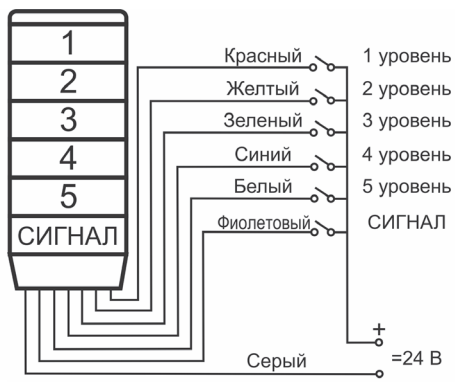 1
2
3
4
5
СИГНАЛ
Красный 1 уровень
Желтый 2 уровень
Зеленый 3 уровень
Синий 4 уровень
Белый 5 уровень
Фиолетовый СИГНАЛ
+
=24 В
Серый